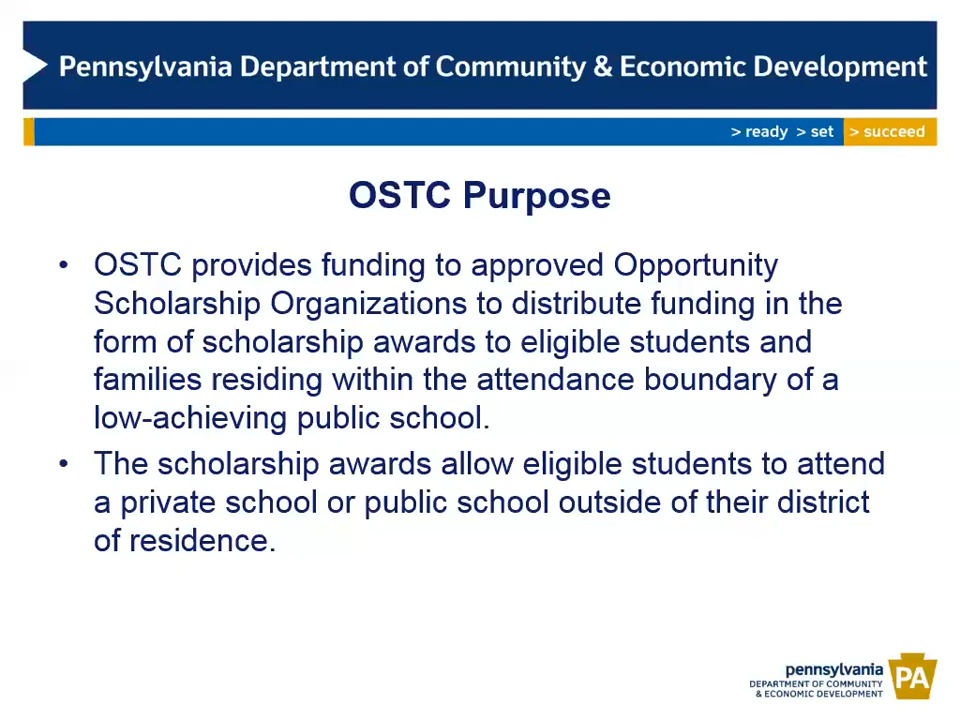 Pennsylvania Department of Community & Economic Development
> ready > set > succeed
OSTC Purpose
• OSTC provides funding to approved Opportunity
Scholarship Organizations to distribute funding in the
form of scholarship awards to eligible students and
families residing within the attendance boundary of a
low-achieving public school.
• The scholarship awards allow eligible students to attend
a private school or public school outside of their district
of residence.
pennsylvania
DEPARTMENT OF COMMUNITY
& ECONOMIC DEVELOPMENT
PA